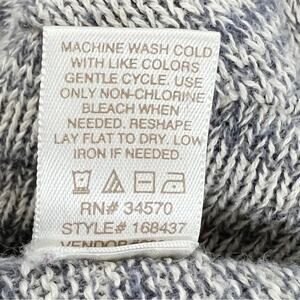 MACHINE WASH COLD
WITH LIKE COLORS
GENTLE CYCLE. USE
ONLY NON-CHLORINE
BLEACH WHEN
NEEDED. RESHAPE
LAY FLAT TO DRY. LOW
IRON IF NEEDED.
RN# 34570
STYLE# 168437
VENDOR